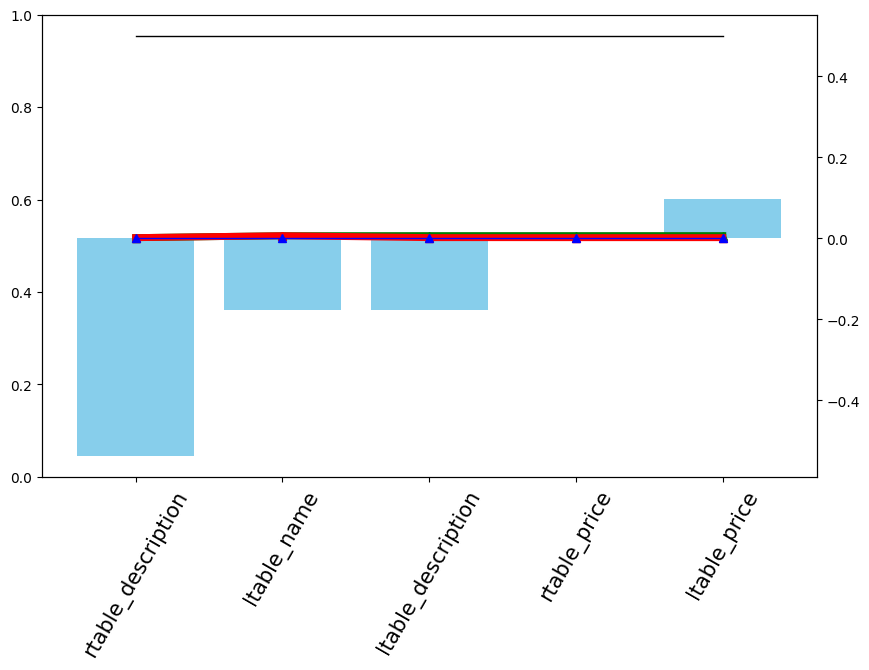 1.0
0.8
0.6
0.4
0.2
0.0
0.4
0.2
0.0
−0.2
−0.4
rtable_description
ltable_name
ltable_description
rtable_price
ltable_price